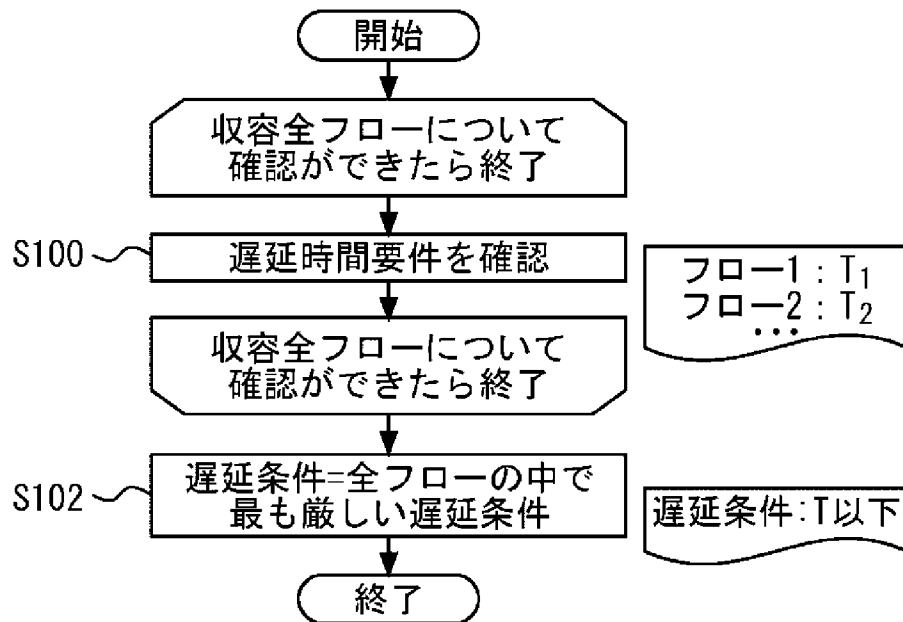 開始
収容全フローについて
確認ができたら終了
S100
遅延時間要件を確認
フロー1：T₁
フロー2：T₂
...
収容全フローについて
確認ができたら終了
S102
遅延条件=全フローの中で
最も厳しい遅延条件
遅延条件：T以下
終了